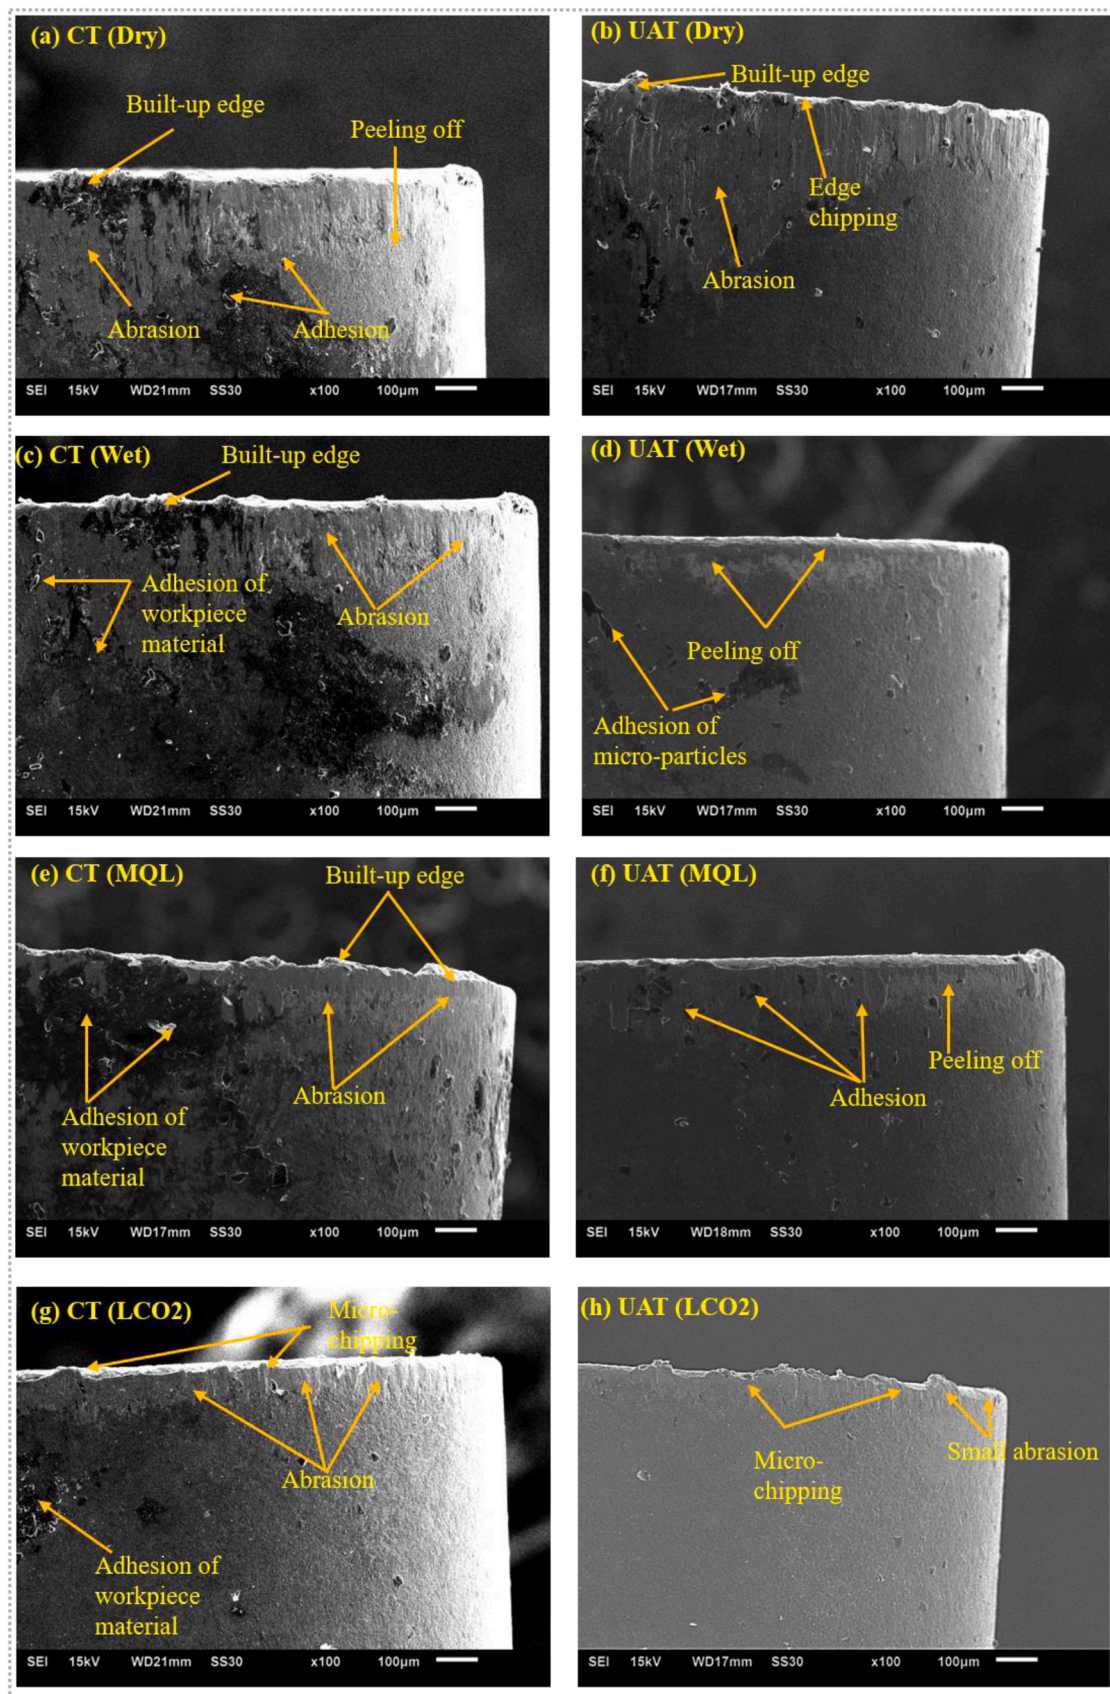 (a) CT (Dry)
Built-up edge
Peeling off
Abrasion
Adhesion
SEI 15kV WD21mm SS30 x100 100µm
(b) UAT (Dry)
Built-up edge
Edge
chipping
Abrasion
SEI 15kV WD17mm SS30 x100 100µm
(c) CT (Wet)
Built-up edge
Adhesion of
workpiece
material
Abrasion
SEI 15kV WD21mm SS30 x100 100µm
(d) UAT (Wet)
Peeling off
Adhesion of
micro-particles
SEI 15kV WD17mm SS30 x100 100µm
(e) CT (MQL)
Built-up edge
Abrasion
Adhesion of
workpiece
material
SEI 15kV WD17mm SS30 x100 100µm
(f) UAT (MQL)
Peeling off
Adhesion
SEI 15kV WD18mm SS30 x100 100µm
(g) CT (LCO2)
Micro-
chipping
Abrasion
Adhesion of
workpiece
material
SEI 15kV WD21mm SS30 x100 100µm
(h) UAT (LCO2)
Small abrasion
Micro-
chipping
SEI 15kV WD17mm SS30 x100 100µm